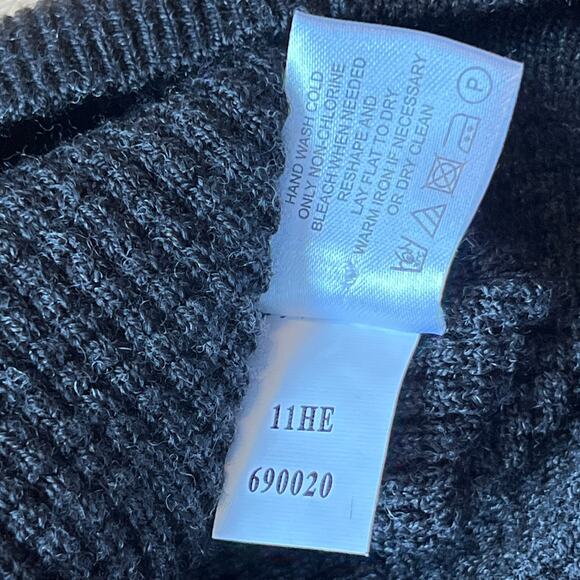 HAND WASH COLD
ONLY NON-CHLORINE
BLEACH WHEN NEEDED
RESHAPE AND
LAY FLAT TO DRY
WARM IRON IF NECESSARY
OR DRY CLEAN
P
11HE
690020